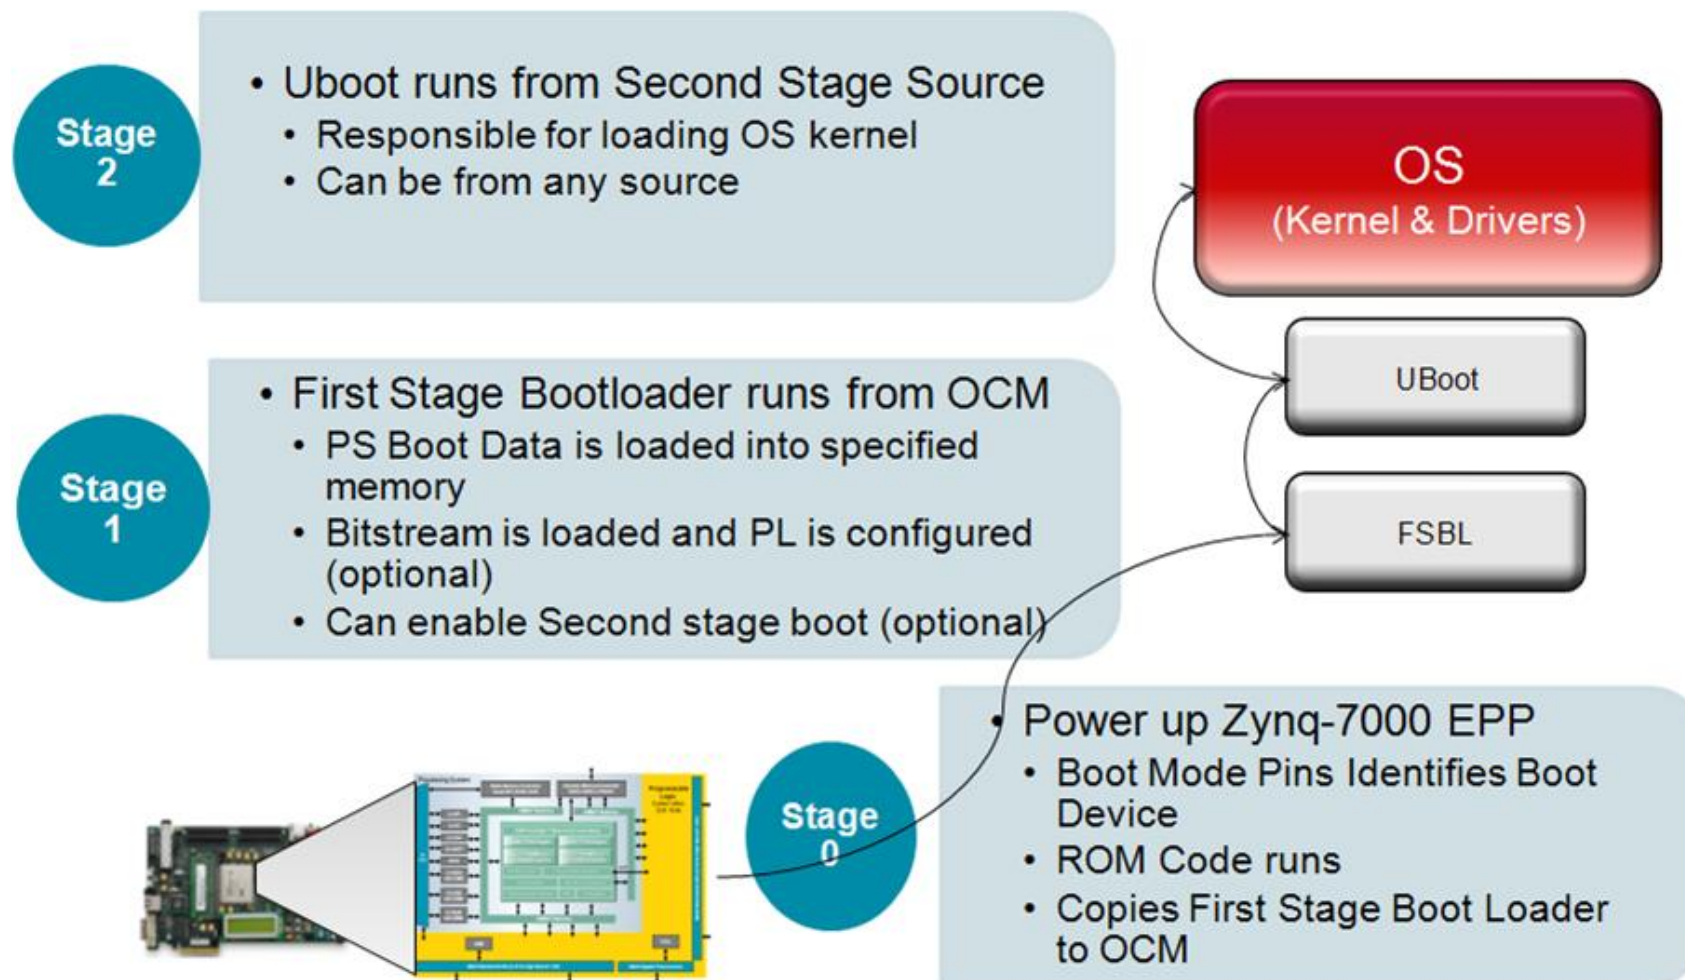 Stage
2
• Uboot runs from Second Stage Source
• Responsible for loading OS kernel
• Can be from any source
OS
(Kernel & Drivers)
UBoot
FSBL
Stage
1
• First Stage Bootloader runs from OCM
• PS Boot Data is loaded into specified
memory
• Bitstream is loaded and PL is configured
(optional)
• Can enable Second stage boot (optional)
Stage
0
• Power up Zynq-7000 EPP
• Boot Mode Pins Identifies Boot
Device
• ROM Code runs
• Copies First Stage Boot Loader
to OCM
Processing System
Programmable
Logic